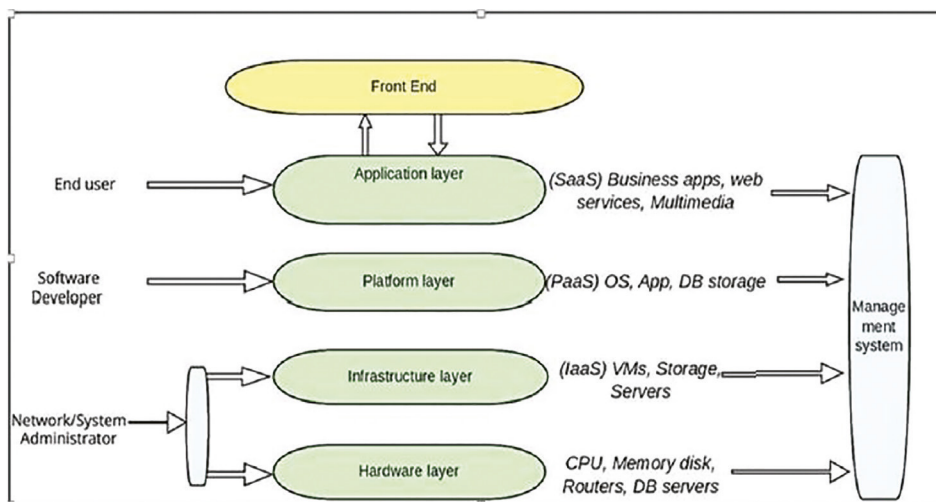 Front End
End user
Application layer
(SaaS) Business apps, web
services, Multimedia
Software
Developer
Platform layer
(PaaS) OS, App, DB storage
Manage
ment
system
Infrastructure layer
(IaaS) VMs, Storage,
Servers
Network/System
Administrator
Hardware layer
CPU, Memory disk,
Routers, DB servers